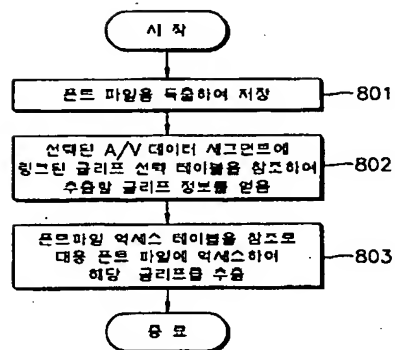 시 작
폰트 파일을 독출하여 저장
801
선택된 A/V 데이터 세그먼트에
링크된 글리프 선택 테이블을 참조하여
추출할 글리프 정보를 얻음
802
폰트파일 억세스 테이블을 참조로
대응 폰트 파일에 억세스하여
해당 글리프를 추출
803
종 료